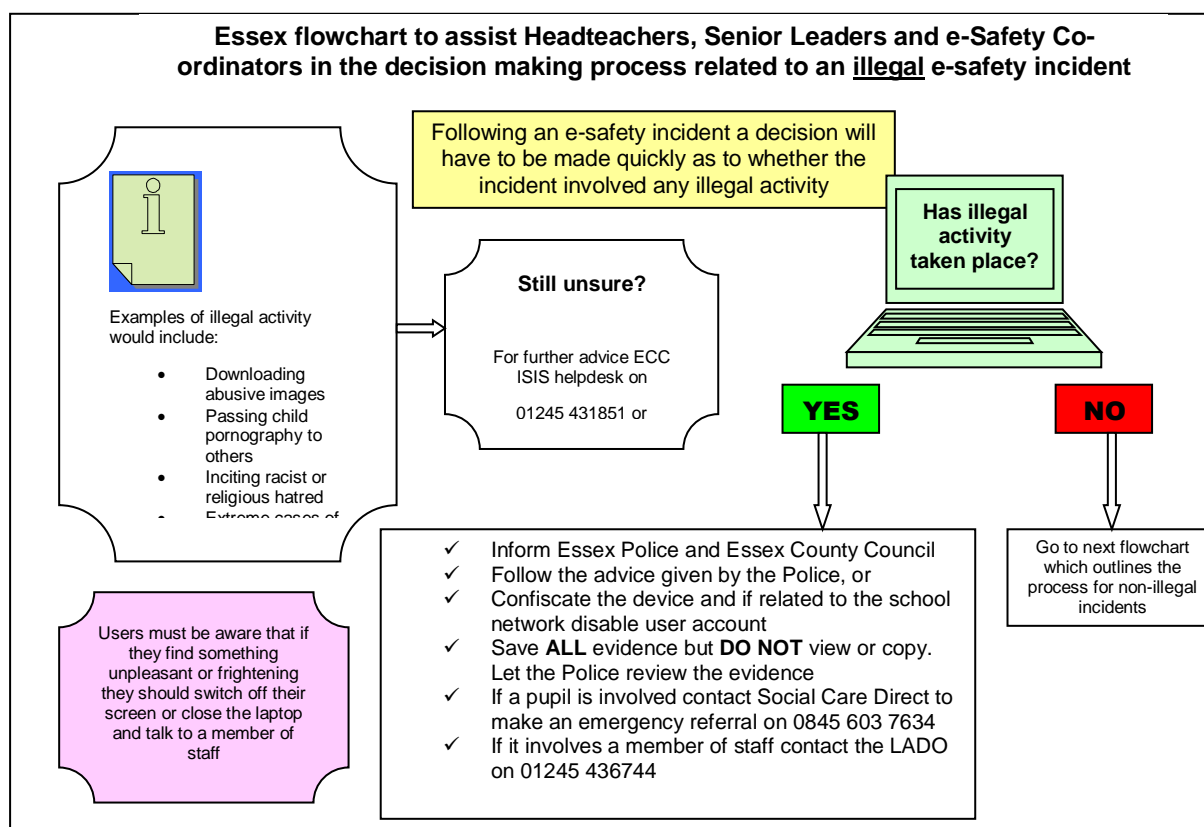 Essex flowchart to assist Headteachers, Senior Leaders and e-Safety Co-
ordinators in the decision making process related to an illegal e-safety incident
Following an e-safety incident a decision will
have to be made quickly as to whether the
incident involved any illegal activity
Has illegal
activity
taken place?
i
Examples of illegal activity
would include:
• Downloading
abusive images
• Passing child
pornography to
others
• Inciting racist or
religious hatred
• Extreme cases of
Still unsure?
For further advice ECC
ISIS helpdesk on
01245 431851 or
YES
NO
✓ Inform Essex Police and Essex County Council
✓ Follow the advice given by the Police, or
✓ Confiscate the device and if related to the school
network disable user account
✓ Save ALL evidence but DO NOT view or copy.
Let the Police review the evidence
✓ If a pupil is involved contact Social Care Direct to
make an emergency referral on 0845 603 7634
✓ If it involves a member of staff contact the LADO
on 01245 436744
Go to next flowchart
which outlines the
process for non-illegal
incidents
Users must be aware that if
they find something
unpleasant or frightening
they should switch off their
screen or close the laptop
and talk to a member of
staff